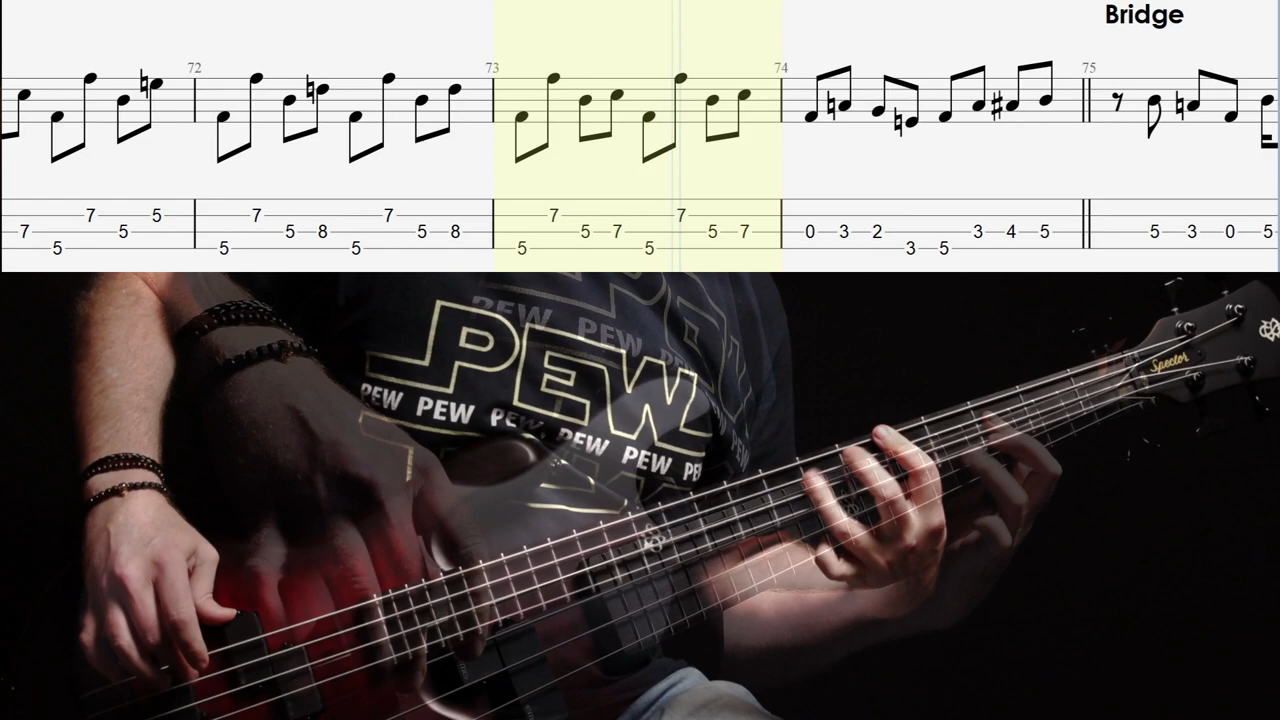 Bridge
72 73 74 75
7 5 7 5 5
5 7 5 8 5 7 5 8
5 7 5 7 5 7 5 7
0 3 2 3 5 3 4 5
5 3 0 5
PEW
PEW PEW PEW
PEW
PEW PEW PEW PEW PEW
Spector